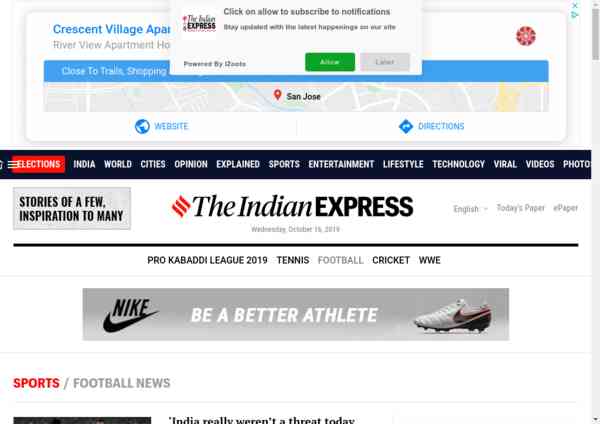 Click on allow to subscribe to notifications
Stay updated with the latest happenings on our site
The Indian EXPRESS
Powered By iZooto
Allow
Later
Crescent Village Apar
River View Apartment Ho
Close To Trails, Shopping
San Jose
WEBSITE
DIRECTIONS
ELECTIONS INDIA WORLD CITIES OPINION EXPLAINED SPORTS ENTERTAINMENT LIFESTYLE TECHNOLOGY VIRAL VIDEOS PHOTOS
STORIES OF A FEW,
INSPIRATION TO MANY
The Indian EXPRESS
Wednesday, October 16, 2019
English
Today's Paper
ePaper
PRO KABADDI LEAGUE 2019 TENNIS FOOTBALL CRICKET WWE
NIKE
BE A BETTER ATHLETE
SPORTS / FOOTBALL NEWS
'India really weren't a threat today